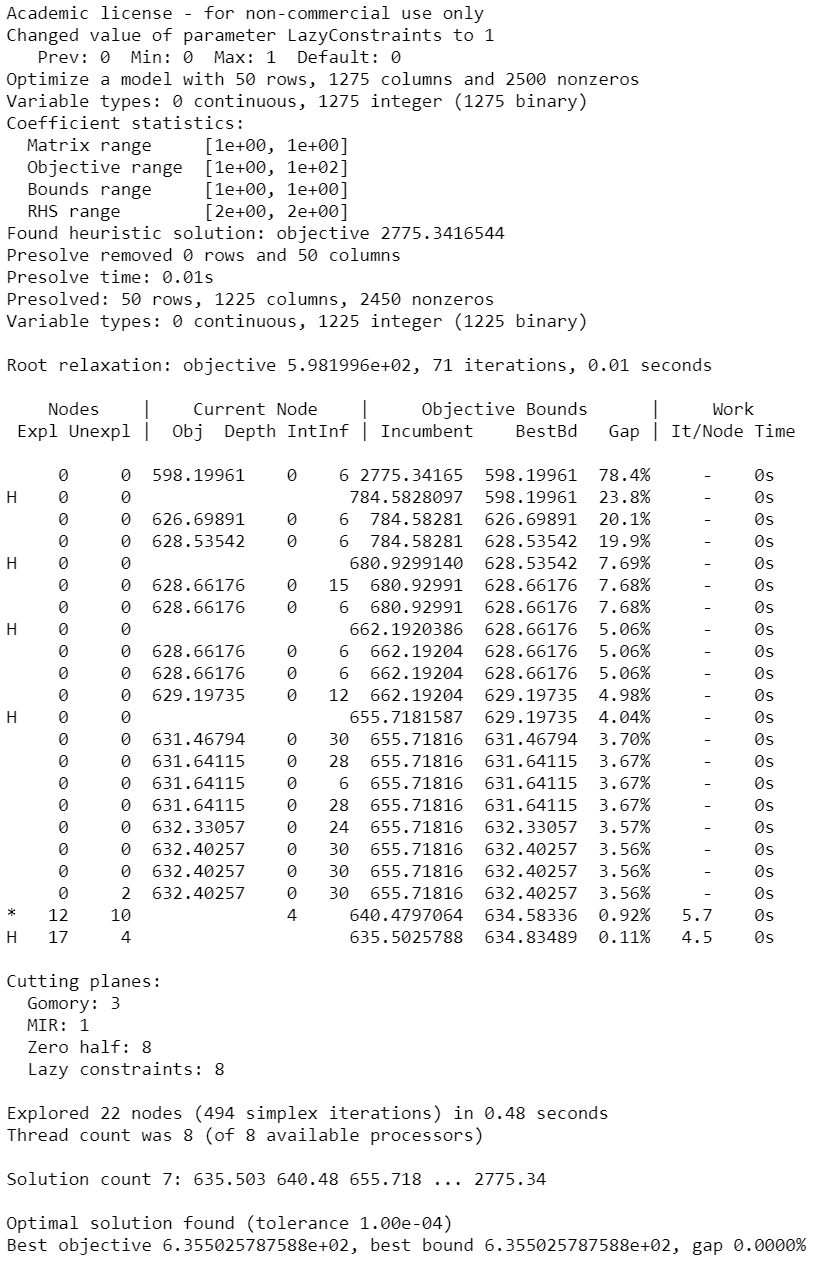 Academic license - for non-commercial use only
Changed value of parameter LazyConstraints to 1
   Prev: 0  Min: 0  Max: 1  Default: 0
Optimize a model with 50 rows, 1275 columns and 2500 nonzeros
Variable types: 0 continuous, 1275 integer (1275 binary)
Coefficient statistics:
  Matrix range     [1e+00, 1e+00]
  Objective range  [1e+00, 1e+02]
  Bounds range     [1e+00, 1e+00]
  RHS range        [2e+00, 2e+00]
Found heuristic solution: objective 2775.3416544
Presolve removed 0 rows and 50 columns
Presolve time: 0.01s
Presolved: 50 rows, 1225 columns, 2450 nonzeros
Variable types: 0 continuous, 1225 integer (1225 binary)

Root relaxation: objective 5.981996e+02, 71 iterations, 0.01 seconds

    Nodes    |    Current Node    |     Objective Bounds      |     Work
 Expl Unexpl |  Obj  Depth IntInf | Incumbent    BestBd   Gap | It/Node Time

     0     0  598.19961    0    6 2775.34165  598.19961  78.4%     -    0s
H    0     0                     784.5828097  598.19961  23.8%     -    0s
     0     0  626.69891    0    6  784.58281  626.69891  20.1%     -    0s
     0     0  628.53542    0    6  784.58281  628.53542  19.9%     -    0s
H    0     0                     680.9299140  628.53542  7.69%     -    0s
     0     0  628.66176    0   15  680.92991  628.66176  7.68%     -    0s
     0     0  628.66176    0    6  680.92991  628.66176  7.68%     -    0s
H    0     0                     662.1920386  628.66176  5.06%     -    0s
     0     0  628.66176    0    6  662.19204  628.66176  5.06%     -    0s
     0     0  628.66176    0    6  662.19204  628.66176  5.06%     -    0s
     0     0  629.19735    0   12  662.19204  629.19735  4.98%     -    0s
H    0     0                     655.7181587  629.19735  4.04%     -    0s
     0     0  631.46794    0   30  655.71816  631.46794  3.70%     -    0s
     0     0  631.64115    0   28  655.71816  631.64115  3.67%     -    0s
     0     0  631.64115    0    6  655.71816  631.64115  3.67%     -    0s
     0     0  631.64115    0   28  655.71816  631.64115  3.67%     -    0s
     0     0  632.33057    0   24  655.71816  632.33057  3.57%     -    0s
     0     0  632.40257    0   30  655.71816  632.40257  3.56%     -    0s
     0     0  632.40257    0   30  655.71816  632.40257  3.56%     -    0s
     0     2  632.40257    0   30  655.71816  632.40257  3.56%     -    0s
*   12    10               4     640.4797064  634.58336  0.92%   5.7    0s
H   17     4                     635.5025788  634.83489  0.11%   4.5    0s

Cutting planes:
  Gomory: 3
  MIR: 1
  Zero half: 8
  Lazy constraints: 8

Explored 22 nodes (494 simplex iterations) in 0.48 seconds
Thread count was 8 (of 8 available processors)

Solution count 7: 635.503 640.48 655.718 ... 2775.34

Optimal solution found (tolerance 1.00e-04)
Best objective 6.355025787588e+02, best bound 6.355025787588e+02, gap 0.0000%